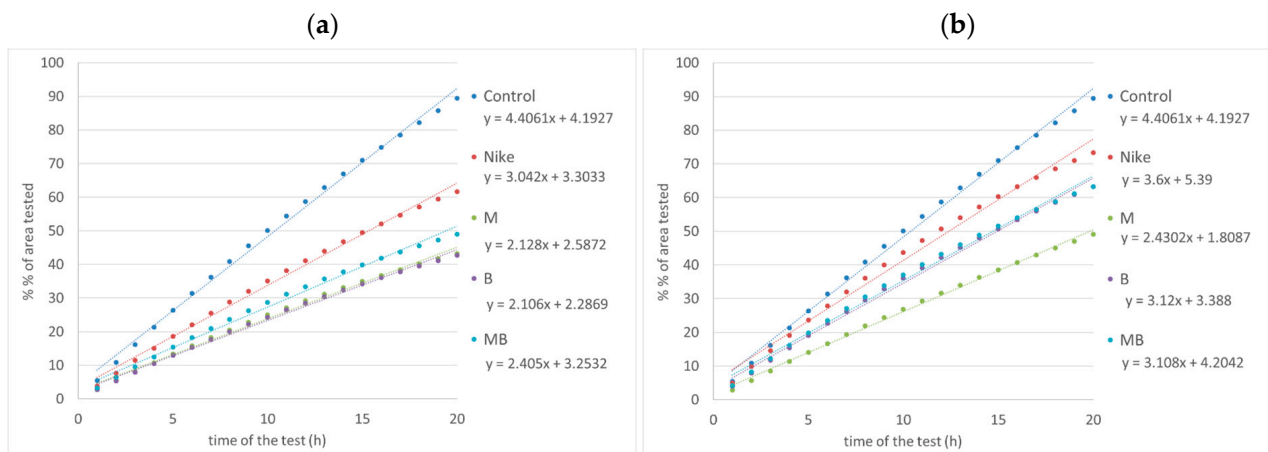 (a)
100
90
80
70
60
50
40
30
20
10
0
% % of area tested
0 5 10 15 20
time of the test (h)
Control
y = 4.4061x + 4.1927
Nike
y = 3.042x + 3.3033
M
y = 2.128x + 2.5872
B
y = 2.106x + 2.2869
MB
y = 2.405x + 3.2532
(b)
100
90
80
70
60
50
40
30
20
10
0
% % of area tested
0 5 10 15 20
time of the test (h)
Control
y = 4.4061x + 4.1927
Nike
y = 3.6x + 5.39
M
y = 2.4302x + 1.8087
B
y = 3.12x + 3.388
MB
y = 3.108x + 4.2042